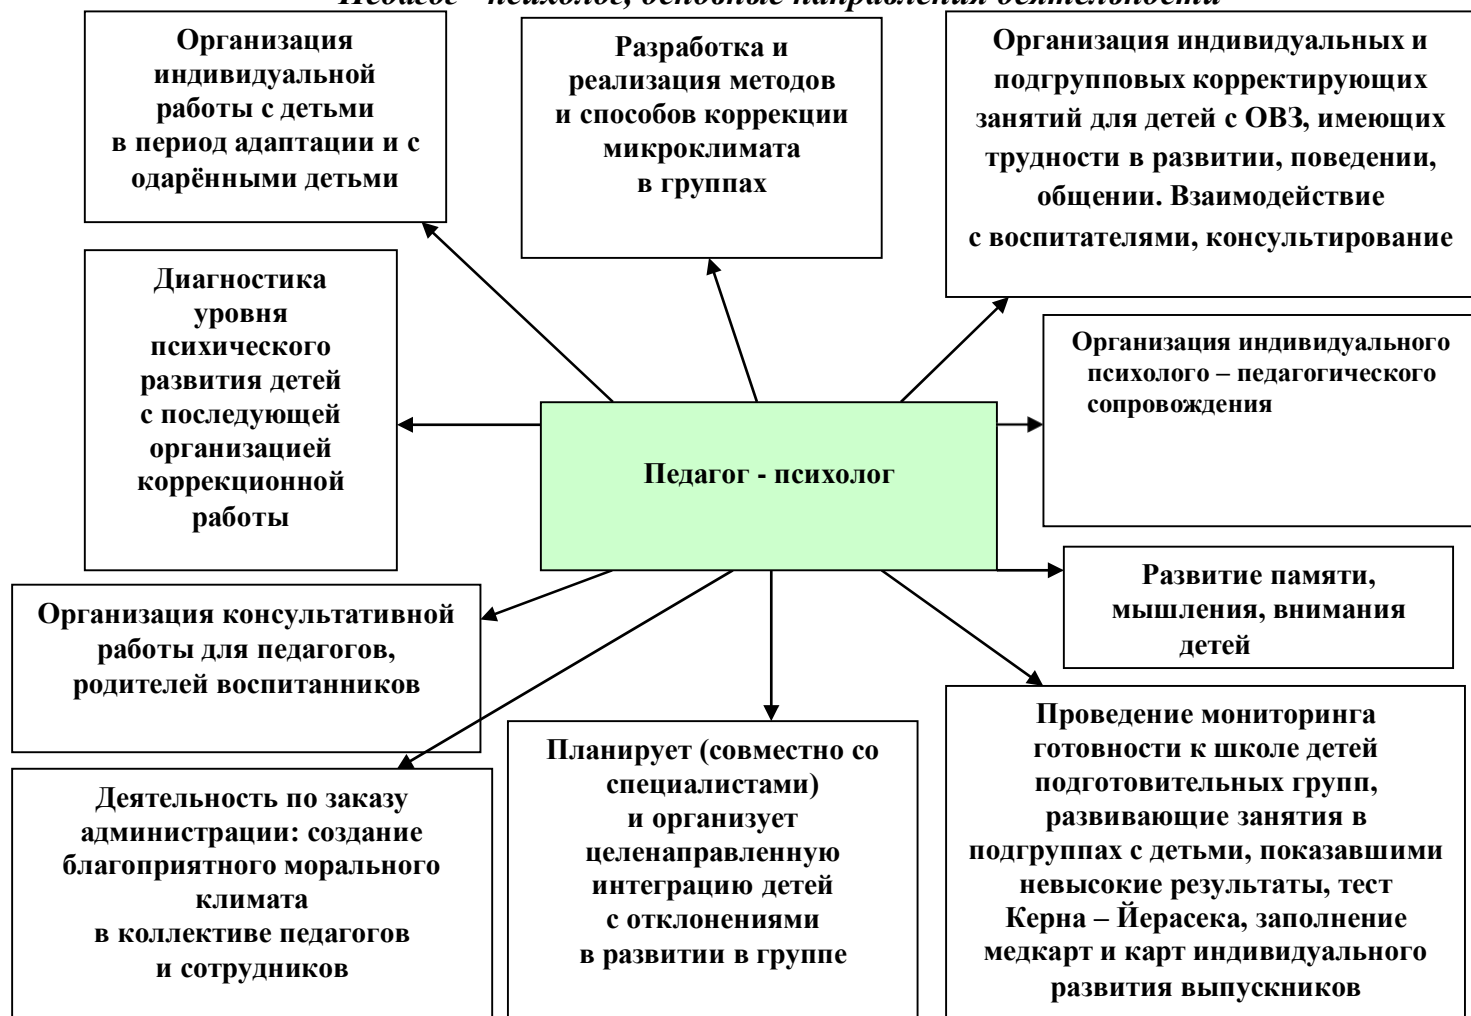 Педагог - психолог, основные направления деятельности
Организация
индивидуальной
работы с детьми
в период адаптации и с
одарёнными детьми
Разработка и
реализация методов
и способов коррекции
микроклимата
в группах
Организация индивидуальных и
подгрупповых корректирующих
занятий для детей с ОВЗ, имеющих
трудности в развитии, поведении,
общении. Взаимодействие
с воспитателями, консультирование
Диагностика
уровня
психического
развития детей
с последующей
организацией
коррекционной
работы
Организация индивидуального
психолого – педагогического
сопровождения
Педагог - психолог
Развитие памяти,
мышления, внимания
детей
Организация консультативной
работы для педагогов,
родителей воспитанников
Деятельность по заказу
администрации: создание
благоприятного морального
климата
в коллективе педагогов
и сотрудников
Планирует (совместно со
специалистами)
и организует
целенаправленную
интеграцию детей
с отклонениями
в развитии в группе
Проведение мониторинга
готовности к школе детей
подготовительных групп,
развивающие занятия в
подгруппах с детьми, показавшими
невысокие результаты, тест
Керна – Йерасека, заполнение
медкарт и карт индивидуального
развития выпускников